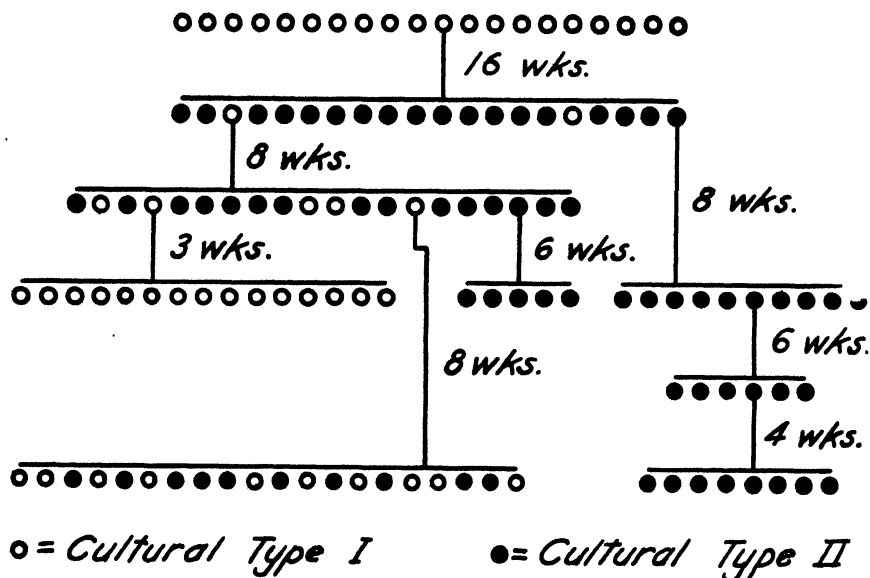 16 wks.
8 wks.
8 wks.
3 wks.
6 wks.
6 wks.
8 wks.
4 wks.
o = Cultural Type I
●= Cultural Type II